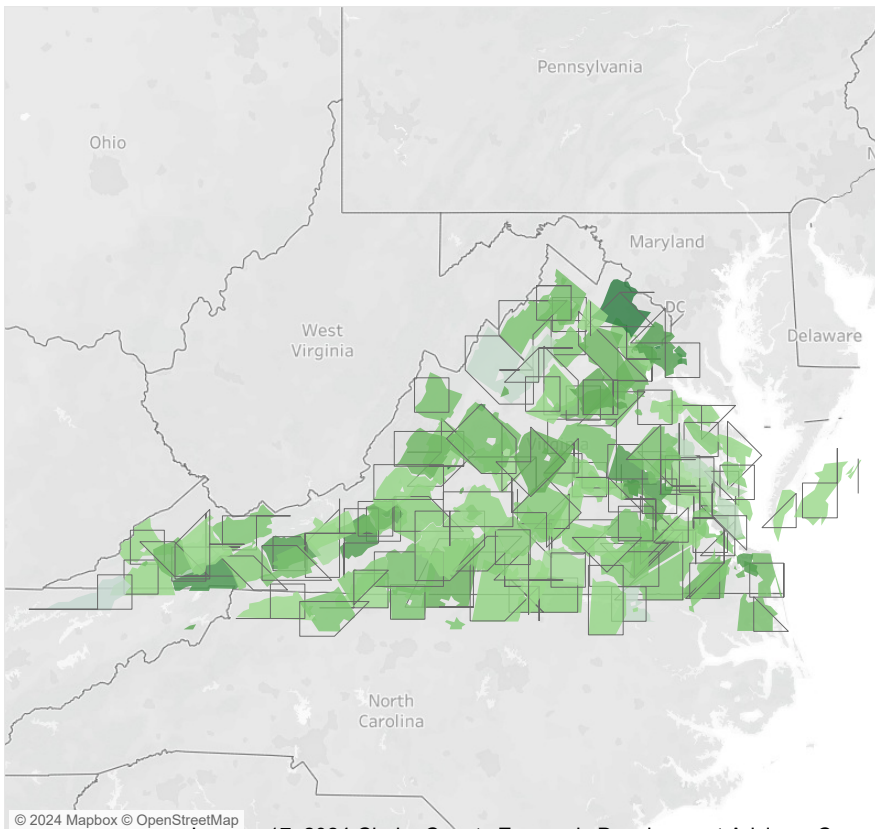 Pennsylvania
Ohio
Maryland
DC
West
Virginia
Delaware
North
Carolina
© 2024 Mapbox © OpenStreetMap